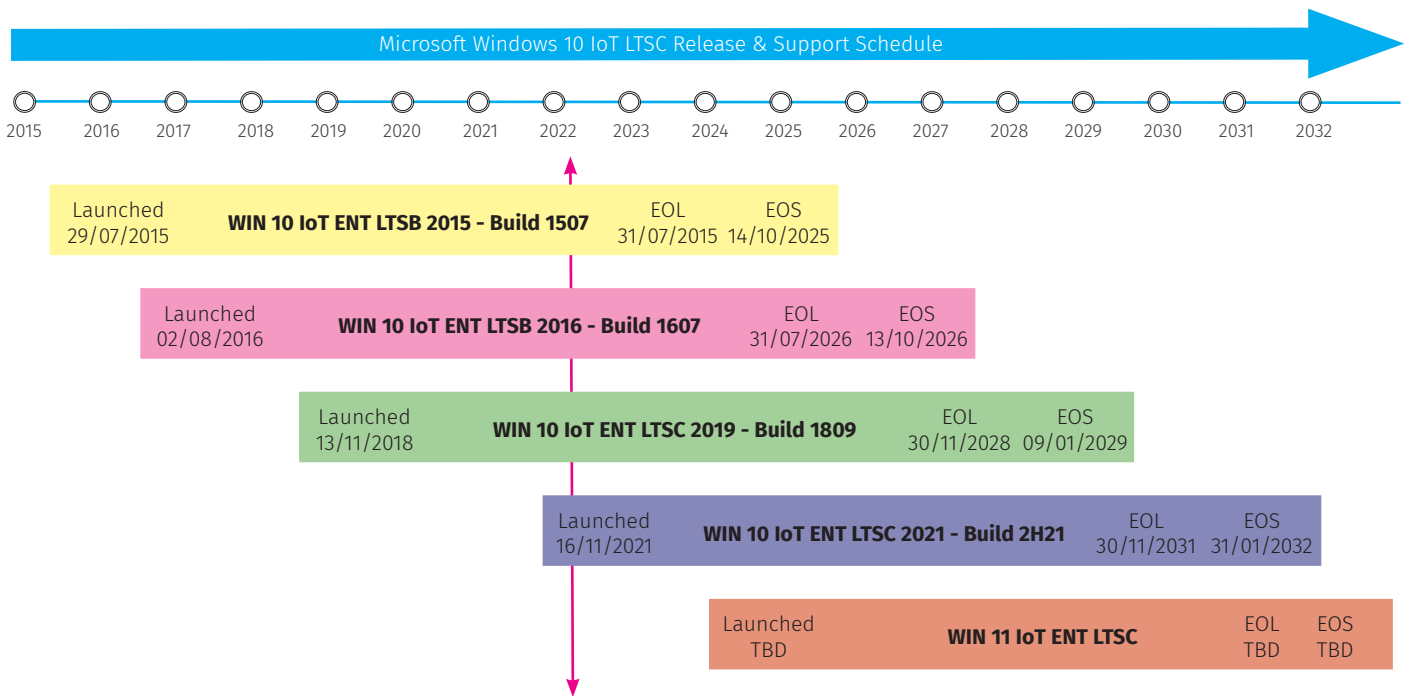 Microsoft Windows 10 IoT LTSC Release & Support Schedule
2015 2016 2017 2018 2019 2020 2021 2022 2023 2024 2025 2026 2027 2028 2029 2030 2031 2032
Launched
29/07/2015
WIN 10 IoT ENT LTSB 2015 - Build 1507
EOL
31/07/2015
EOS
14/10/2025
Launched
02/08/2016
WIN 10 IoT ENT LTSB 2016 - Build 1607
EOL
31/07/2026
EOS
13/10/2026
Launched
13/11/2018
WIN 10 IoT ENT LTSC 2019 - Build 1809
EOL
30/11/2028
EOS
09/01/2029
Launched
16/11/2021
WIN 10 IoT ENT LTSC 2021 - Build 2H21
EOL
30/11/2031
EOS
31/01/2032
Launched
TBD
WIN 11 IoT ENT LTSC
EOL
TBD
EOS
TBD